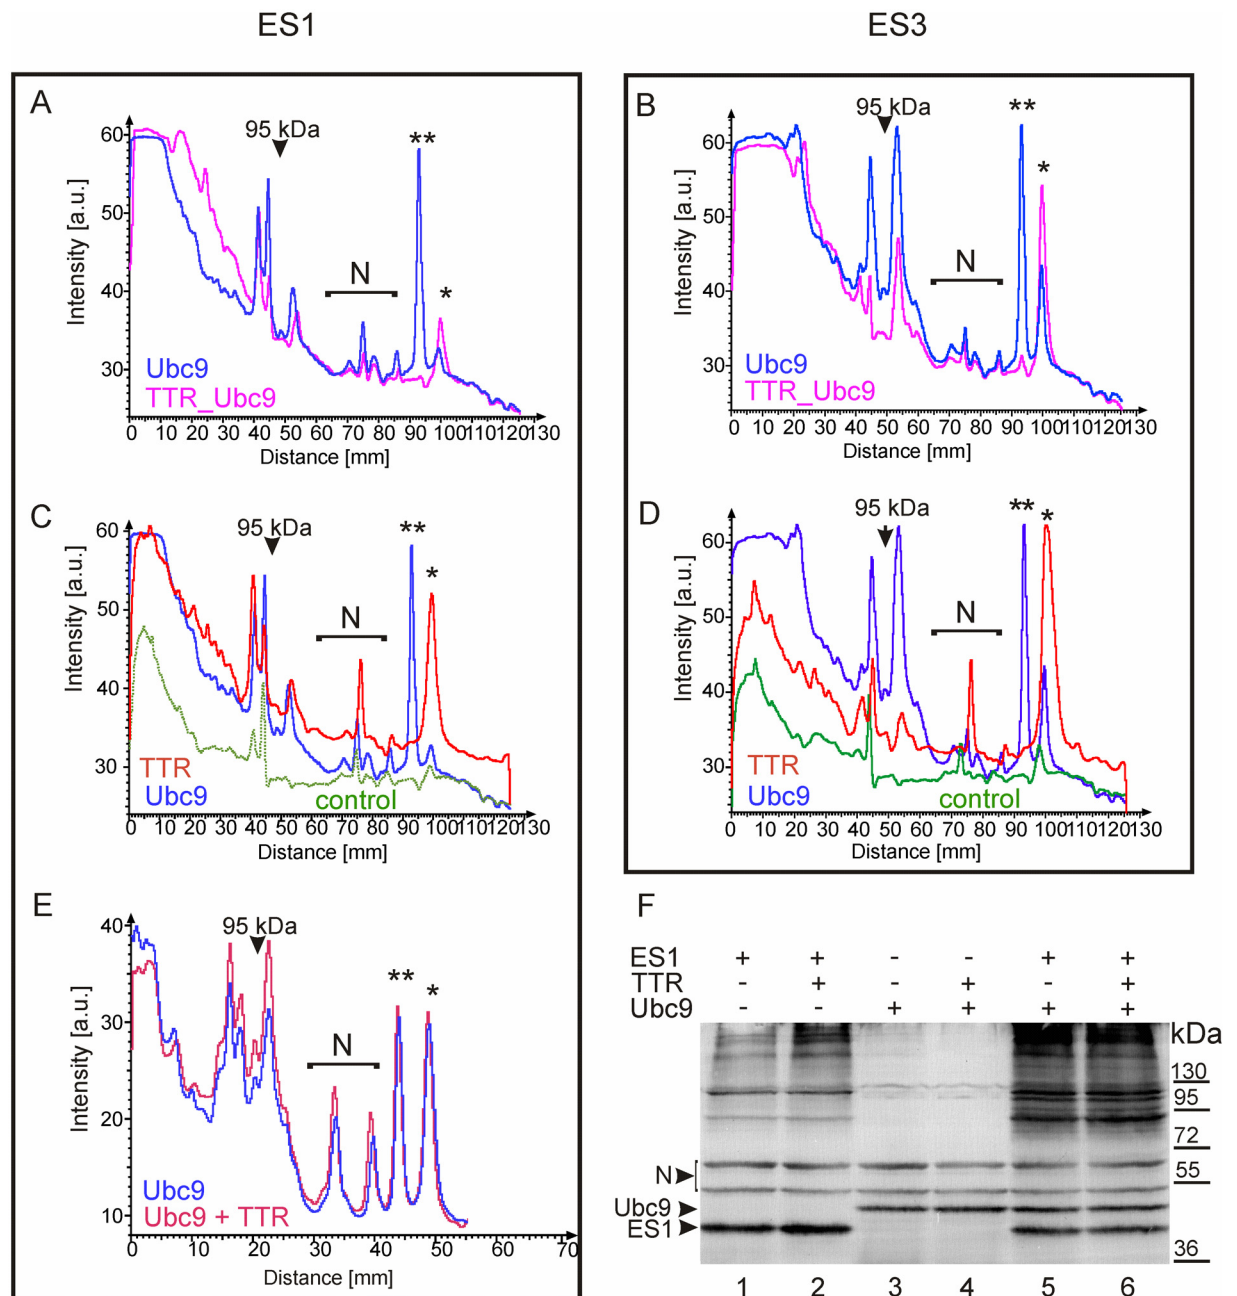 ES1
ES3
A
95 kDa
**
*
N
60
50
40
30
Intensity [a.u.]
Ubc9
TTR_Ubc9
0 10 20 30 40 50 60 70 80 90 100110120130
Distance [mm]
B
95 kDa
**
*
N
60
50
40
30
Intensity [a.u.]
Ubc9
TTR_Ubc9
0 10 20 30 40 50 60 70 80 90 100110120130
Distance [mm]
C
95 kDa
**
*
N
60
50
40
30
Intensity [a.u.]
TTR
Ubc9
control
0 10 20 30 40 50 60 70 80 90 100110120 130
Distance [mm]
D
95 kDa
**
*
N
60
50
40
30
Intensity [a.u.]
TTR
Ubc9
control
0 10 20 30 40 50 60 70 80 90 100 110120 130
Distance [mm]
E
95 kDa
**
*
N
40
30
20
10
Intensity [a.u.]
Ubc9
Ubc9 + TTR
0 10 20 30 40 50 60 70
Distance [mm]
F
ES1 + + - - + +
TTR - + - + - +
Ubc9 - - + + + +
kDa
130
95
72
N
55
Ubc9
ES1
36
1 2 3 4 5 6